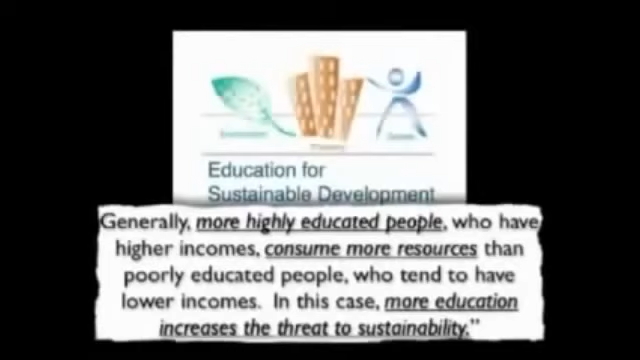 Education for
Sustainable Development
Generally, more highly educated people, who have
higher incomes, consume more resources than
poorly educated people, who tend to have
lower incomes. In this case, more education
increases the threat to sustainability."